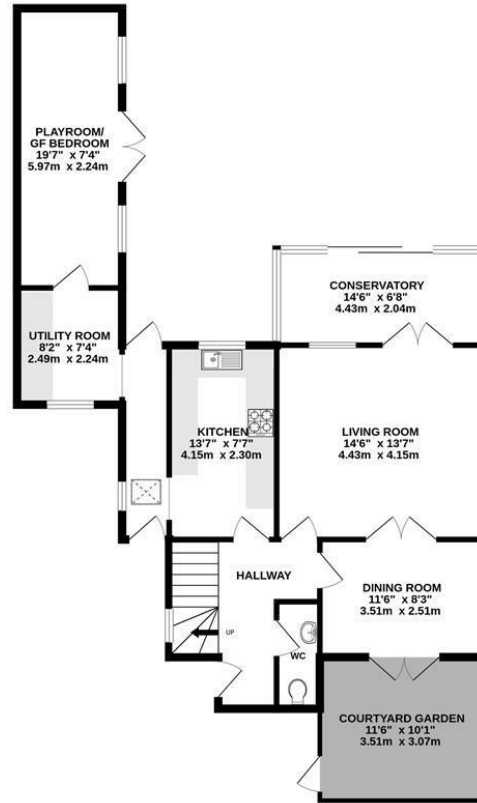 PLAYROOM/
GF BEDROOM
19'7" x 7'4"
5.97m x 2.24m
CONSERVATORY
14'6" x 6'8"
4.43m x 2.04m
UTILITY ROOM
8'2" x 7'4"
2.49m x 2.24m
KITCHEN
13'7" x 7'7"
4.15m x 2.30m
LIVING ROOM
14'6" x 13'7"
4.43m x 4.15m
HALLWAY
DINING ROOM
11'6" x 8'3"
3.51m x 2.51m
UP
WC
COURTYARD GARDEN
11'6" x 10'1"
3.51m x 3.07m